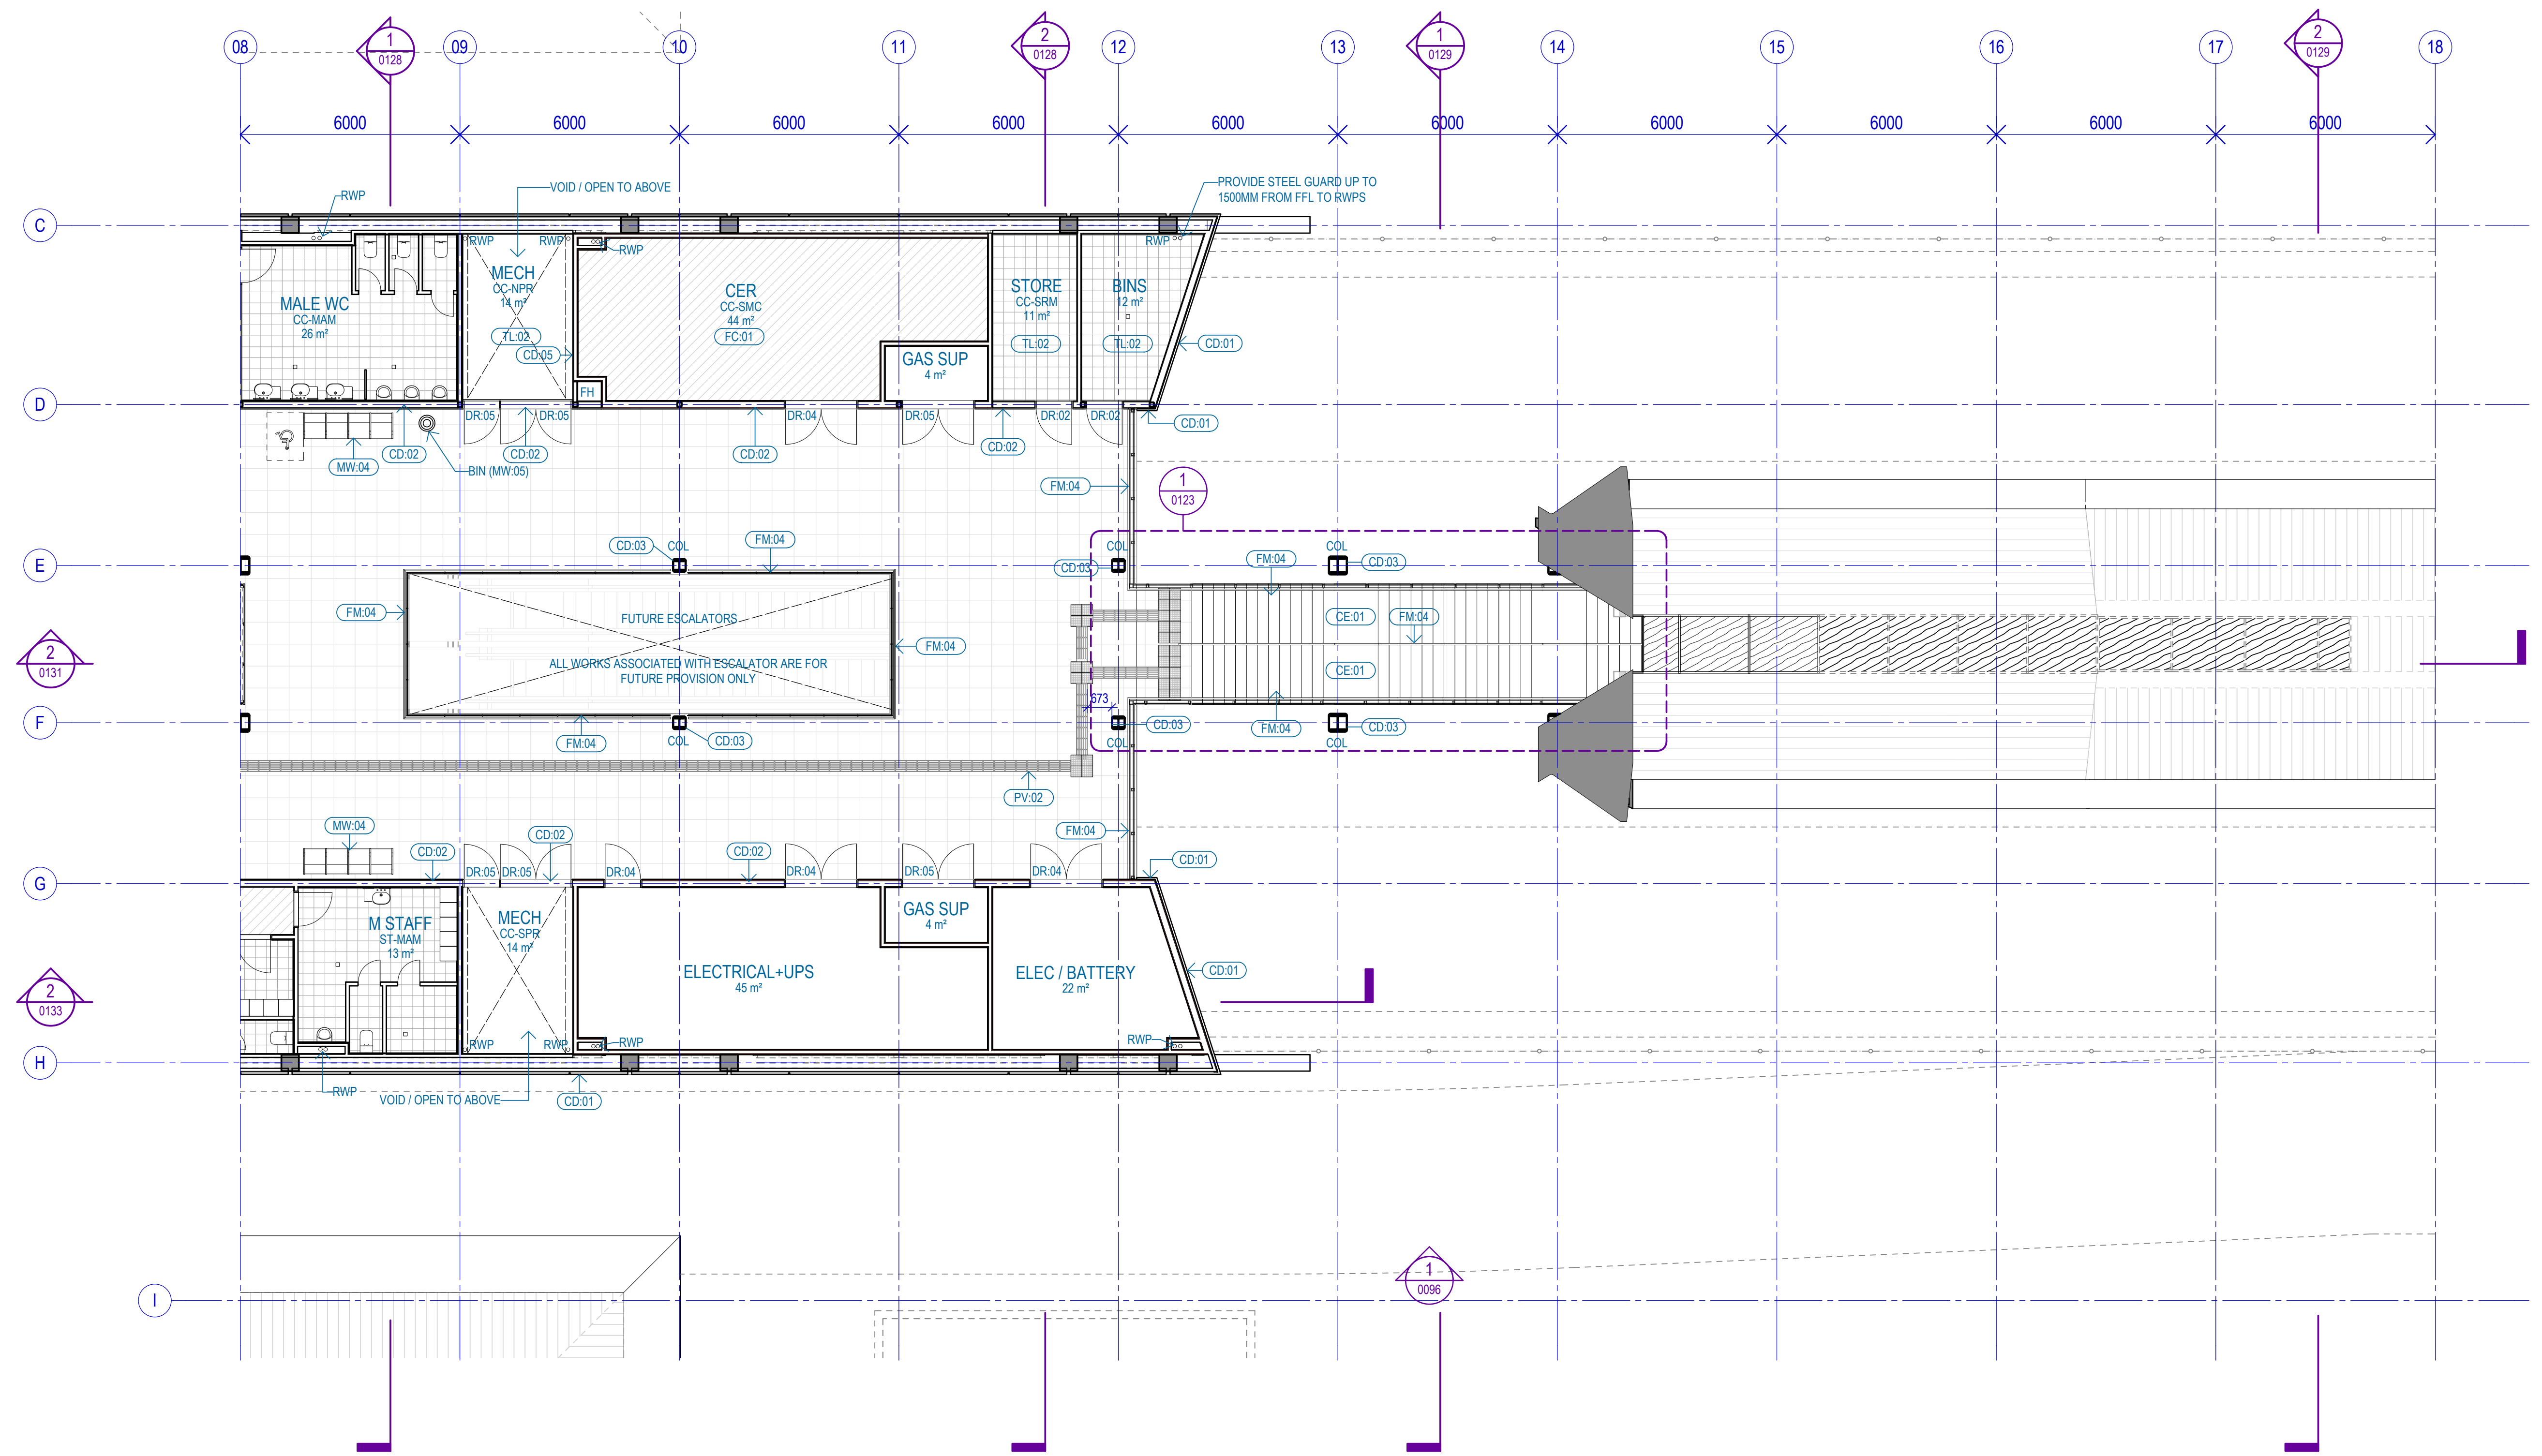 08
1
0128
09
10
11
2
0128
12
13
1
0129
14
15
16
17
2
0129
18
6000
6000
6000
6000
6000
6000
6000
6000
6000
6000
C
RWP
VOID / OPEN TO ABOVE
PROVIDE STEEL GUARD UP TO
1500MM FROM FFL TO RWPS
RWP
RWP
RWP
RWP
MALE WC
CC-MAM
26 m²
MECH
CC-NPR
14 m²
TL:02
CD:05
CER
CC-SMC
44 m²
FC:01
GAS SUP
4 m²
STORE
CC-SRM
11 m²
TL:02
BINS
12 m²
TL:02
CD:01
FH
D
DR:05
DR:05
DR:04
DR:05
DR:02
DR:02
CD:01
MW:04
CD:02
CD:02
CD:02
CD:02
BIN (MW:05)
FM:04
1
0123
E
CD:03
COL
FM:04
COL
CD:03
FM:04
COL
CD:03
FM:04
FUTURE ESCALATORS
ALL WORKS ASSOCIATED WITH ESCALATOR ARE FOR
FUTURE PROVISION ONLY
FM:04
CE:01
FM:04
CE:01
2
0131
673
F
FM:04
COL
CD:03
COL
CD:03
FM:04
COL
CD:03
PV:02
MW:04
CD:02
CD:02
CD:02
FM:04
CD:01
G
DR:05
DR:05
DR:04
DR:04
DR:05
DR:04
M STAFF
ST-MAM
13 m²
MECH
CC-SPR
14 m²
GAS SUP
4 m²
ELECTRICAL+UPS
45 m²
ELEC / BATTERY
22 m²
CD:01
2
0133
RWP
RWP
RWP
RWP
H
RWP
VOID / OPEN TO ABOVE
CD:01
I
1
0096